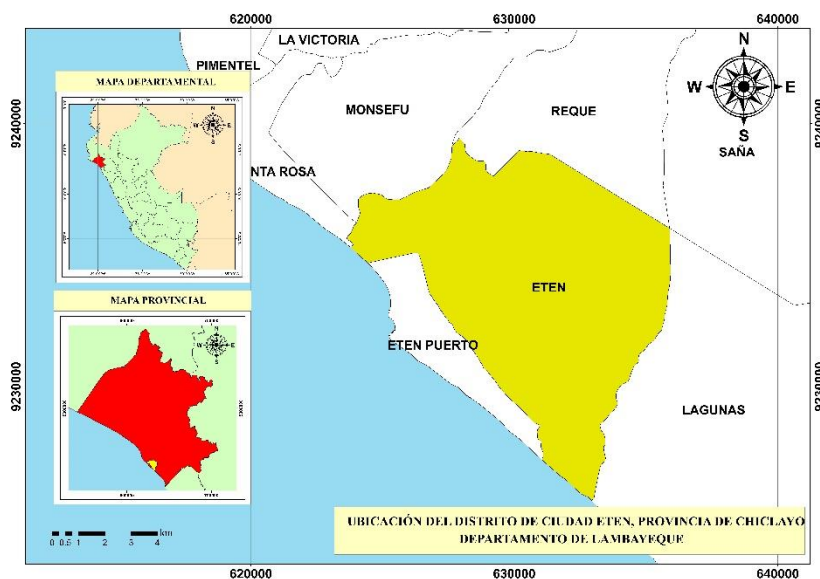 620000
630000
640000
LA VICTORIA
PIMENTEL
MAPA DEPARTAMENTAL
N
W
E
S
MONSEFU
REQUE
N
W
E
S
SAÑA
9240000
9240000
NTA ROSA
MAPA PROVINCIAL
N
W
E
S
ETEN
ETEN PUERTO
9230000
9230000
LAGUNAS
km
0 0.5 1 2 3 4
UBICACIÓN DEL DISTRITO DE CIUDAD ETEN, PROVINCIA DE CHICLAYO
DEPARTAMENTO DE LAMBAYEQUE
620000
630000
640000